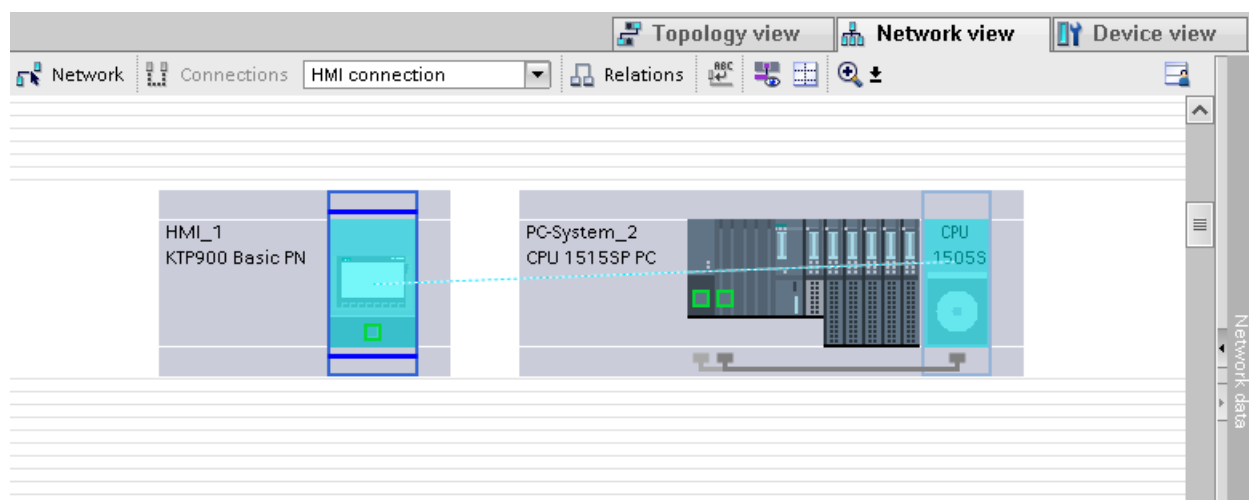 Topology view
Network view
Device view
Network
Connections
HMI connection
Relations
ABC
HMI_1
KTP900 Basic PN
PC-System_2
CPU 1515SP PC
CPU
1505S
Network data